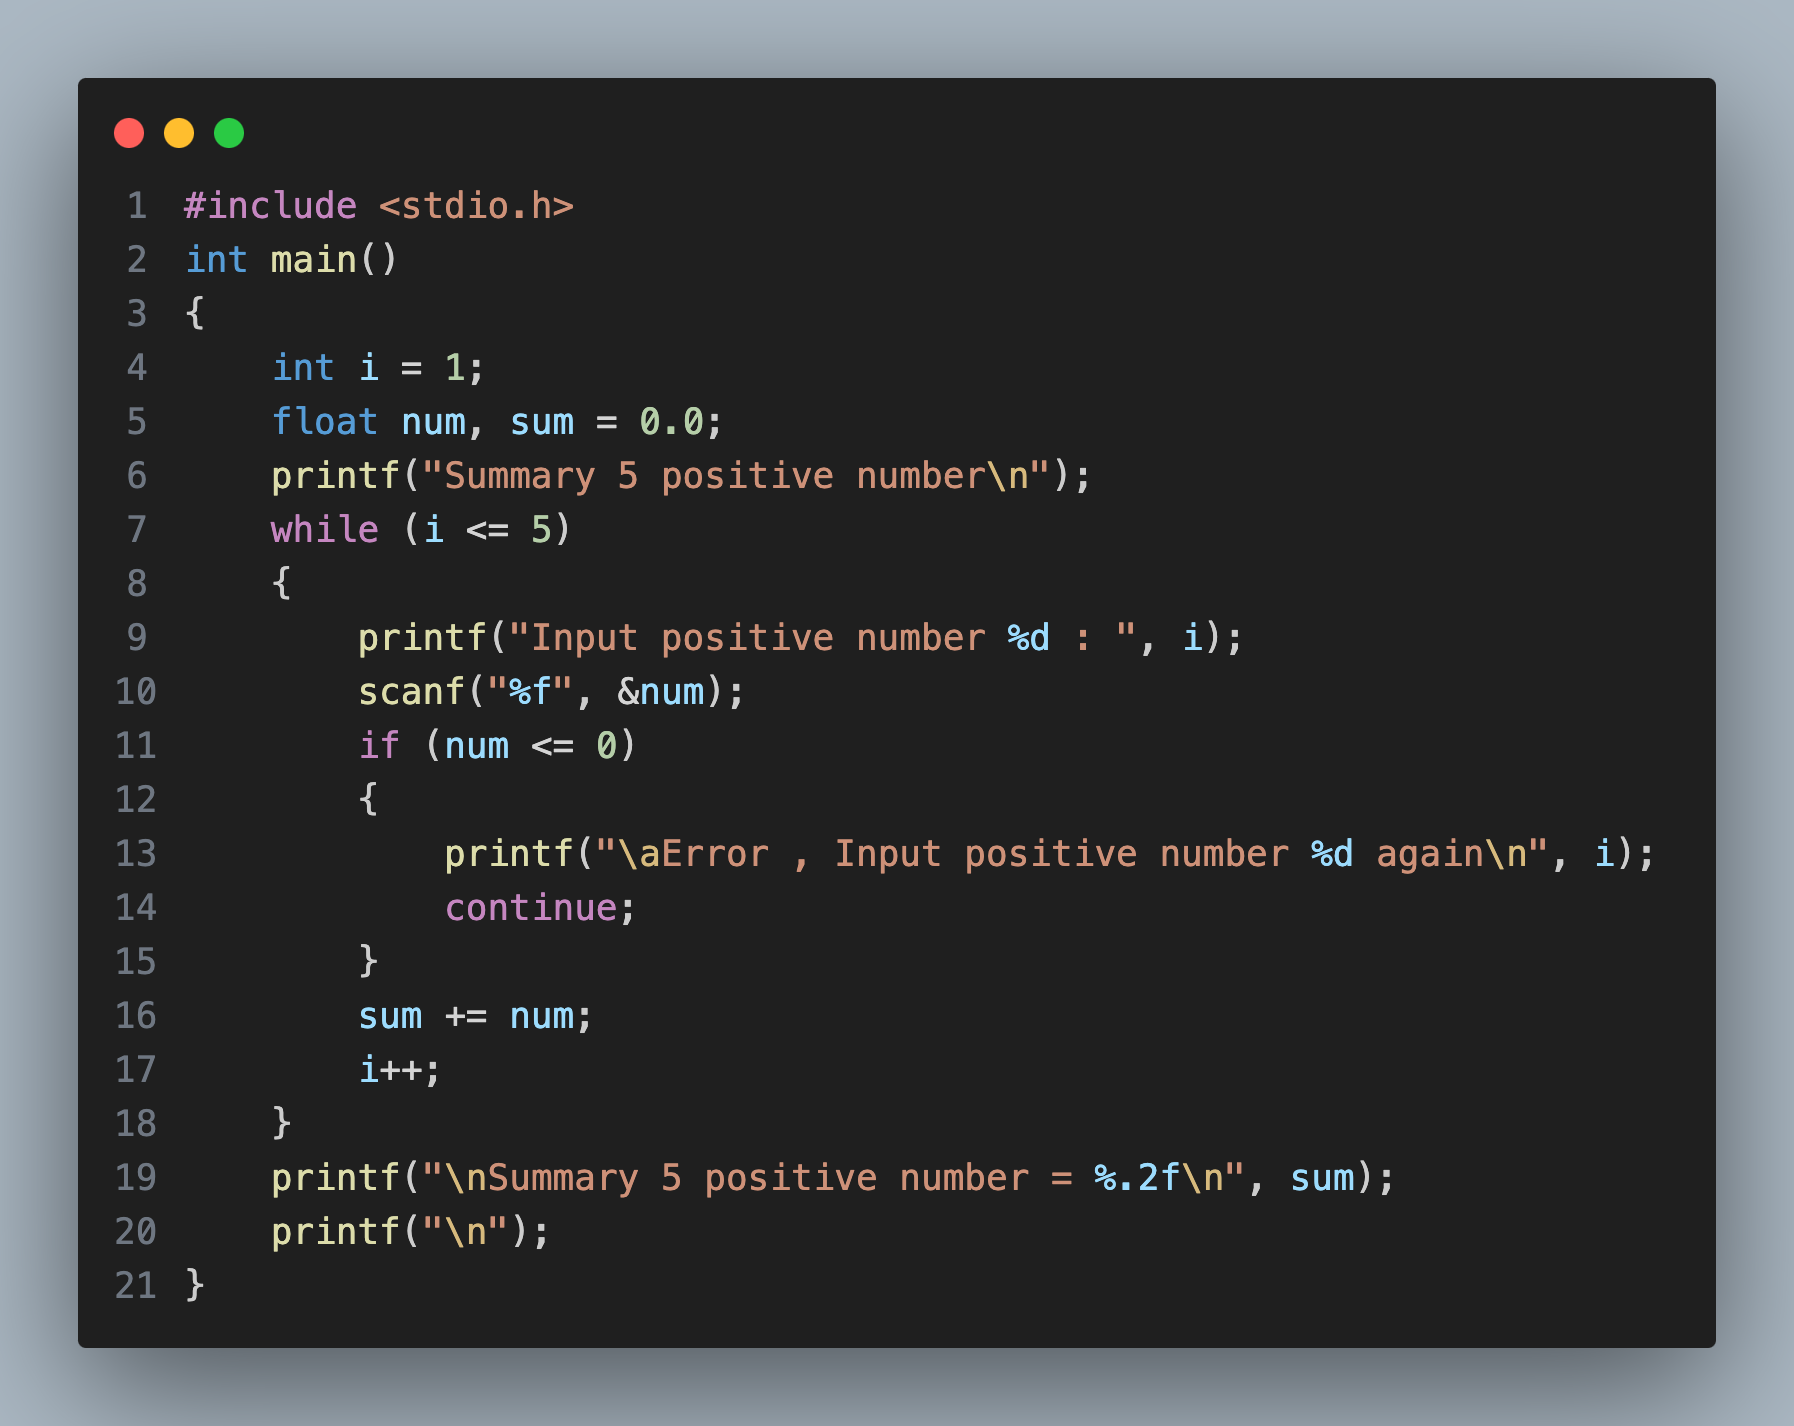 1 #include <stdio.h>
2 int main()
3 {
4     int i = 1;
5     float num, sum = 0.0;
6     printf("Summary 5 positive number\n");
7     while (i <= 5)
8     {
9         printf("Input positive number %d : ", i);
10         scanf("%f", &num);
11         if (num <= 0)
12         {
13             printf("\aError , Input positive number %d again\n", i);
14             continue;
15         }
16         sum += num;
17         i++;
18     }
19     printf("\nSummary 5 positive number = %.2f\n", sum);
20     printf("\n");
21 }